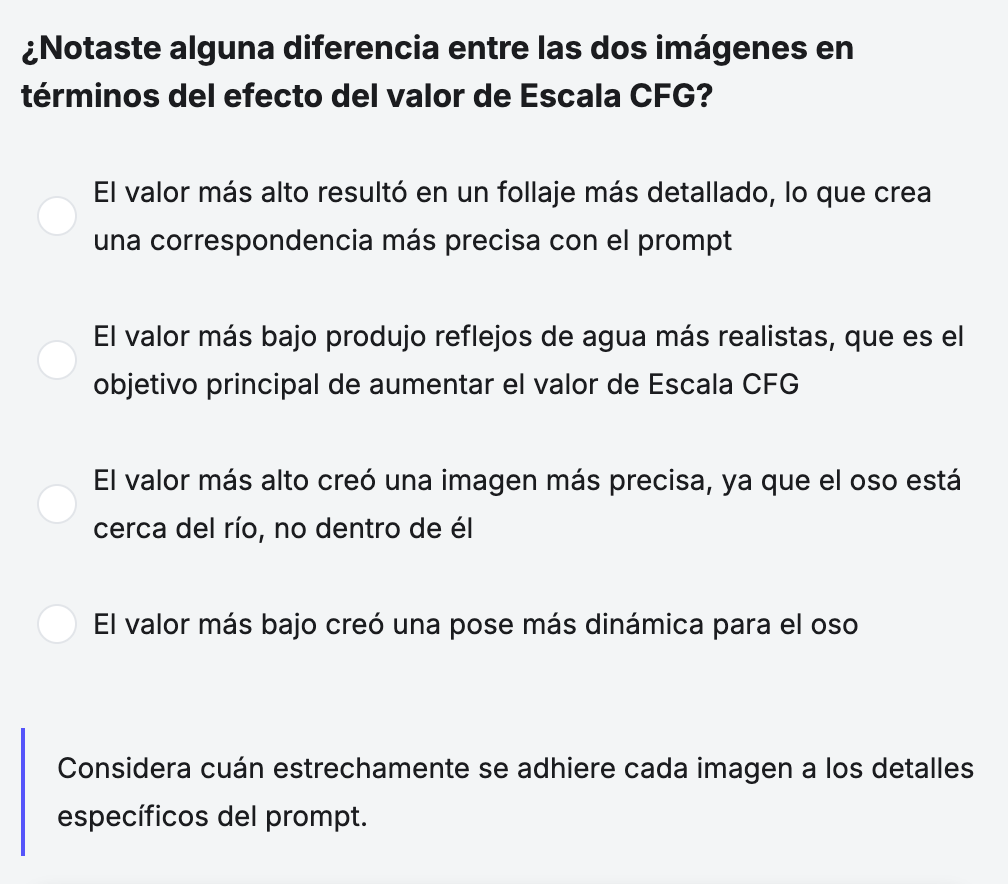 ¿Notaste alguna diferencia entre las dos imágenes en
términos del efecto del valor de Escala CFG?
El valor más alto resultó en un follaje más detallado, lo que crea
una correspondencia más precisa con el prompt
El valor más bajo produjo reflejos de agua más realistas, que es el
objetivo principal de aumentar el valor de Escala CFG
El valor más alto creó una imagen más precisa, ya que el oso está
cerca del río, no dentro de él
El valor más bajo creó una pose más dinámica para el oso
Considera cuán estrechamente se adhiere cada imagen a los detalles
específicos del prompt.